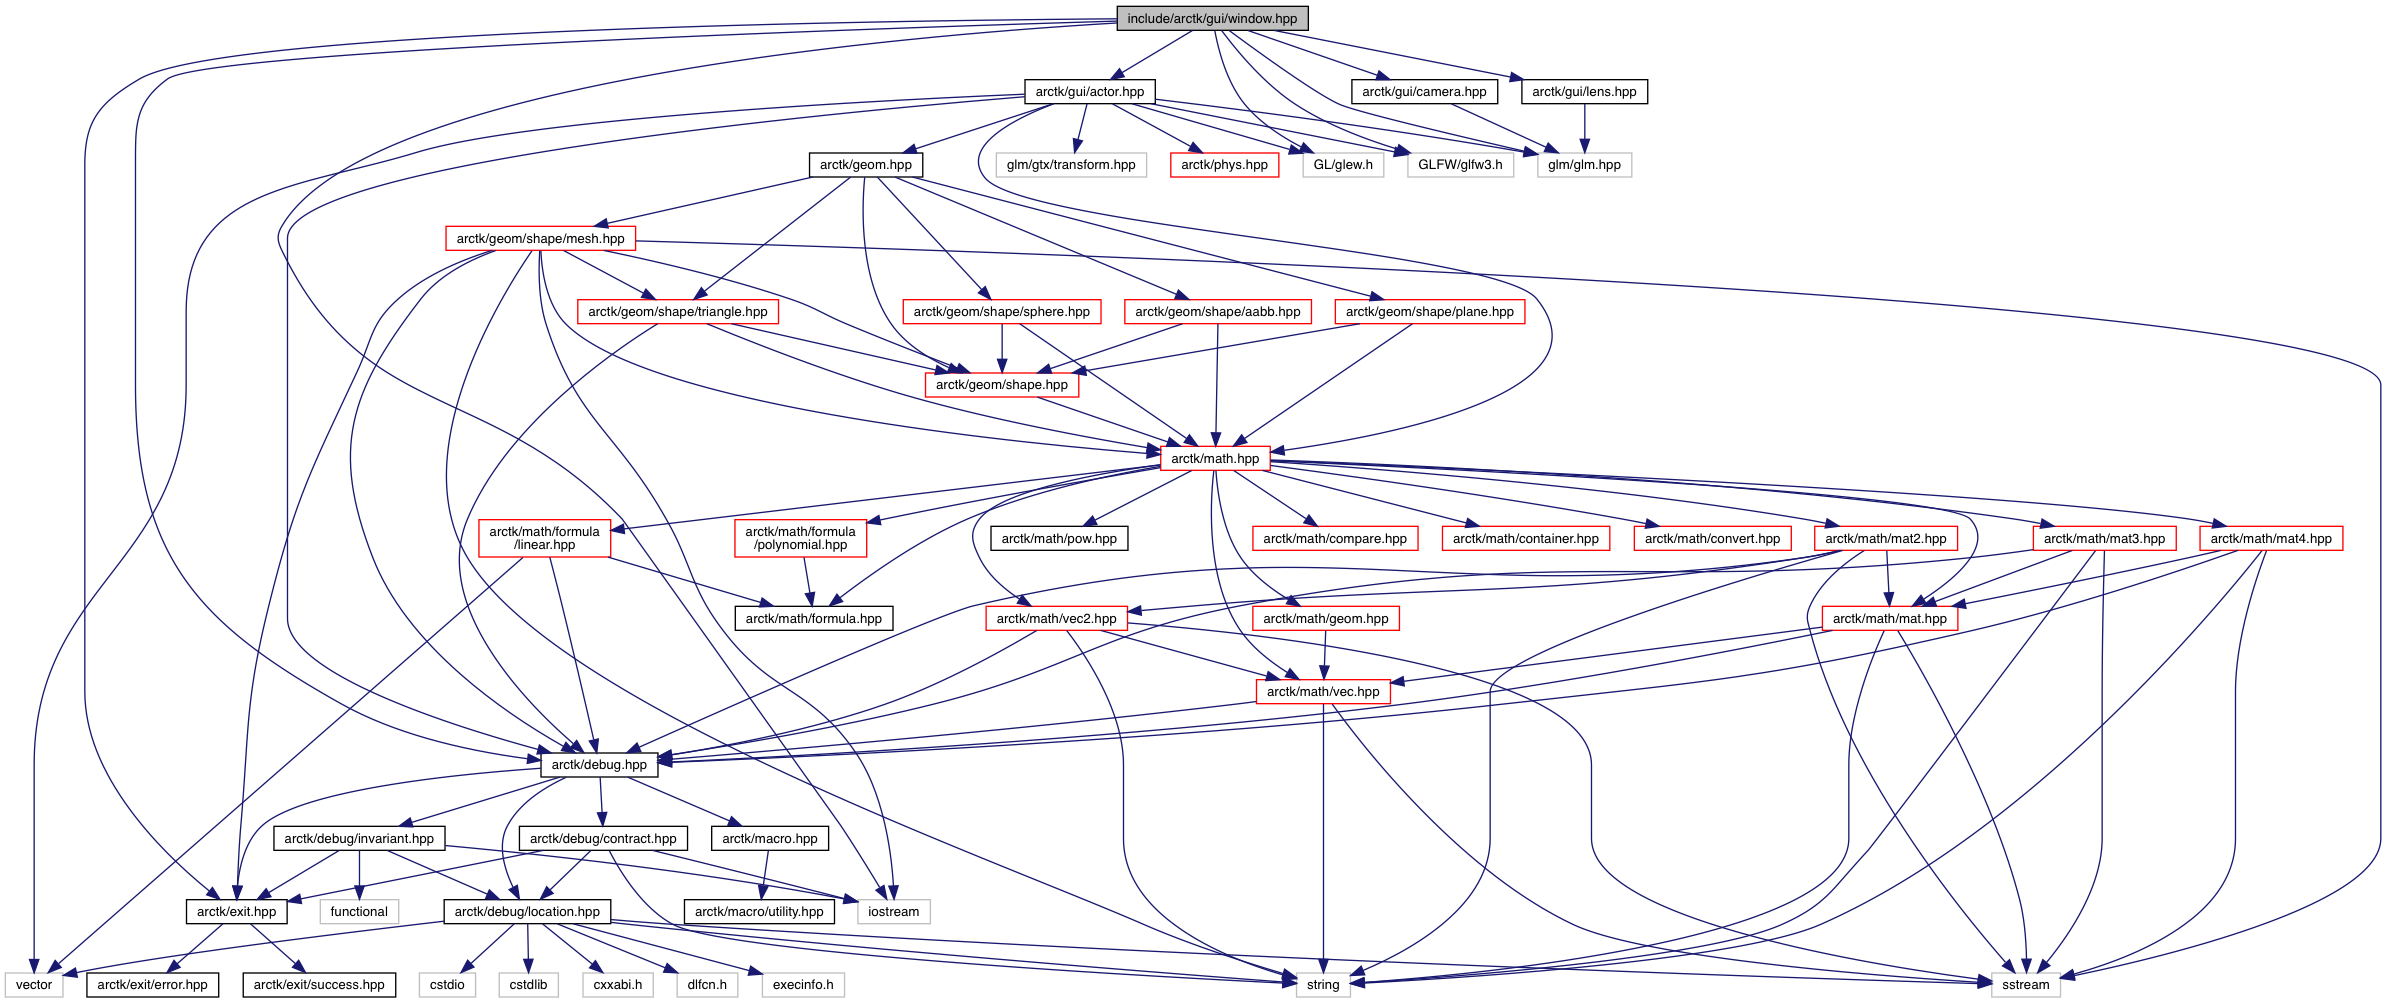 include/arctk/gui/window.hpp
arctk/gui/actor.hpp
arctk/gui/camera.hpp
arctk/gui/lens.hpp
arctk/geom.hpp
glm/gtx/transform.hpp
arctk/phys.hpp
GL/glew.h
GLFW/glfw3.h
glm/glm.hpp
arctk/geom/shape/mesh.hpp
arctk/geom/shape/triangle.hpp
arctk/geom/shape/sphere.hpp
arctk/geom/shape/aabb.hpp
arctk/geom/shape/plane.hpp
arctk/geom/shape.hpp
arctk/math.hpp
arctk/math/formula
/linear.hpp
arctk/math/formula
/polynomial.hpp
arctk/math/pow.hpp
arctk/math/compare.hpp
arctk/math/container.hpp
arctk/math/convert.hpp
arctk/math/mat2.hpp
arctk/math/mat3.hpp
arctk/math/mat4.hpp
arctk/math/formula.hpp
arctk/math/vec2.hpp
arctk/math/geom.hpp
arctk/math/mat.hpp
arctk/math/vec.hpp
arctk/debug.hpp
arctk/debug/invariant.hpp
arctk/debug/contract.hpp
arctk/macro.hpp
arctk/exit.hpp
functional
arctk/debug/location.hpp
arctk/macro/utility.hpp
iostream
vector
arctk/exit/error.hpp
arctk/exit/success.hpp
cstdio
cstdlib
cxxabi.h
dlfcn.h
execinfo.h
string
sstream